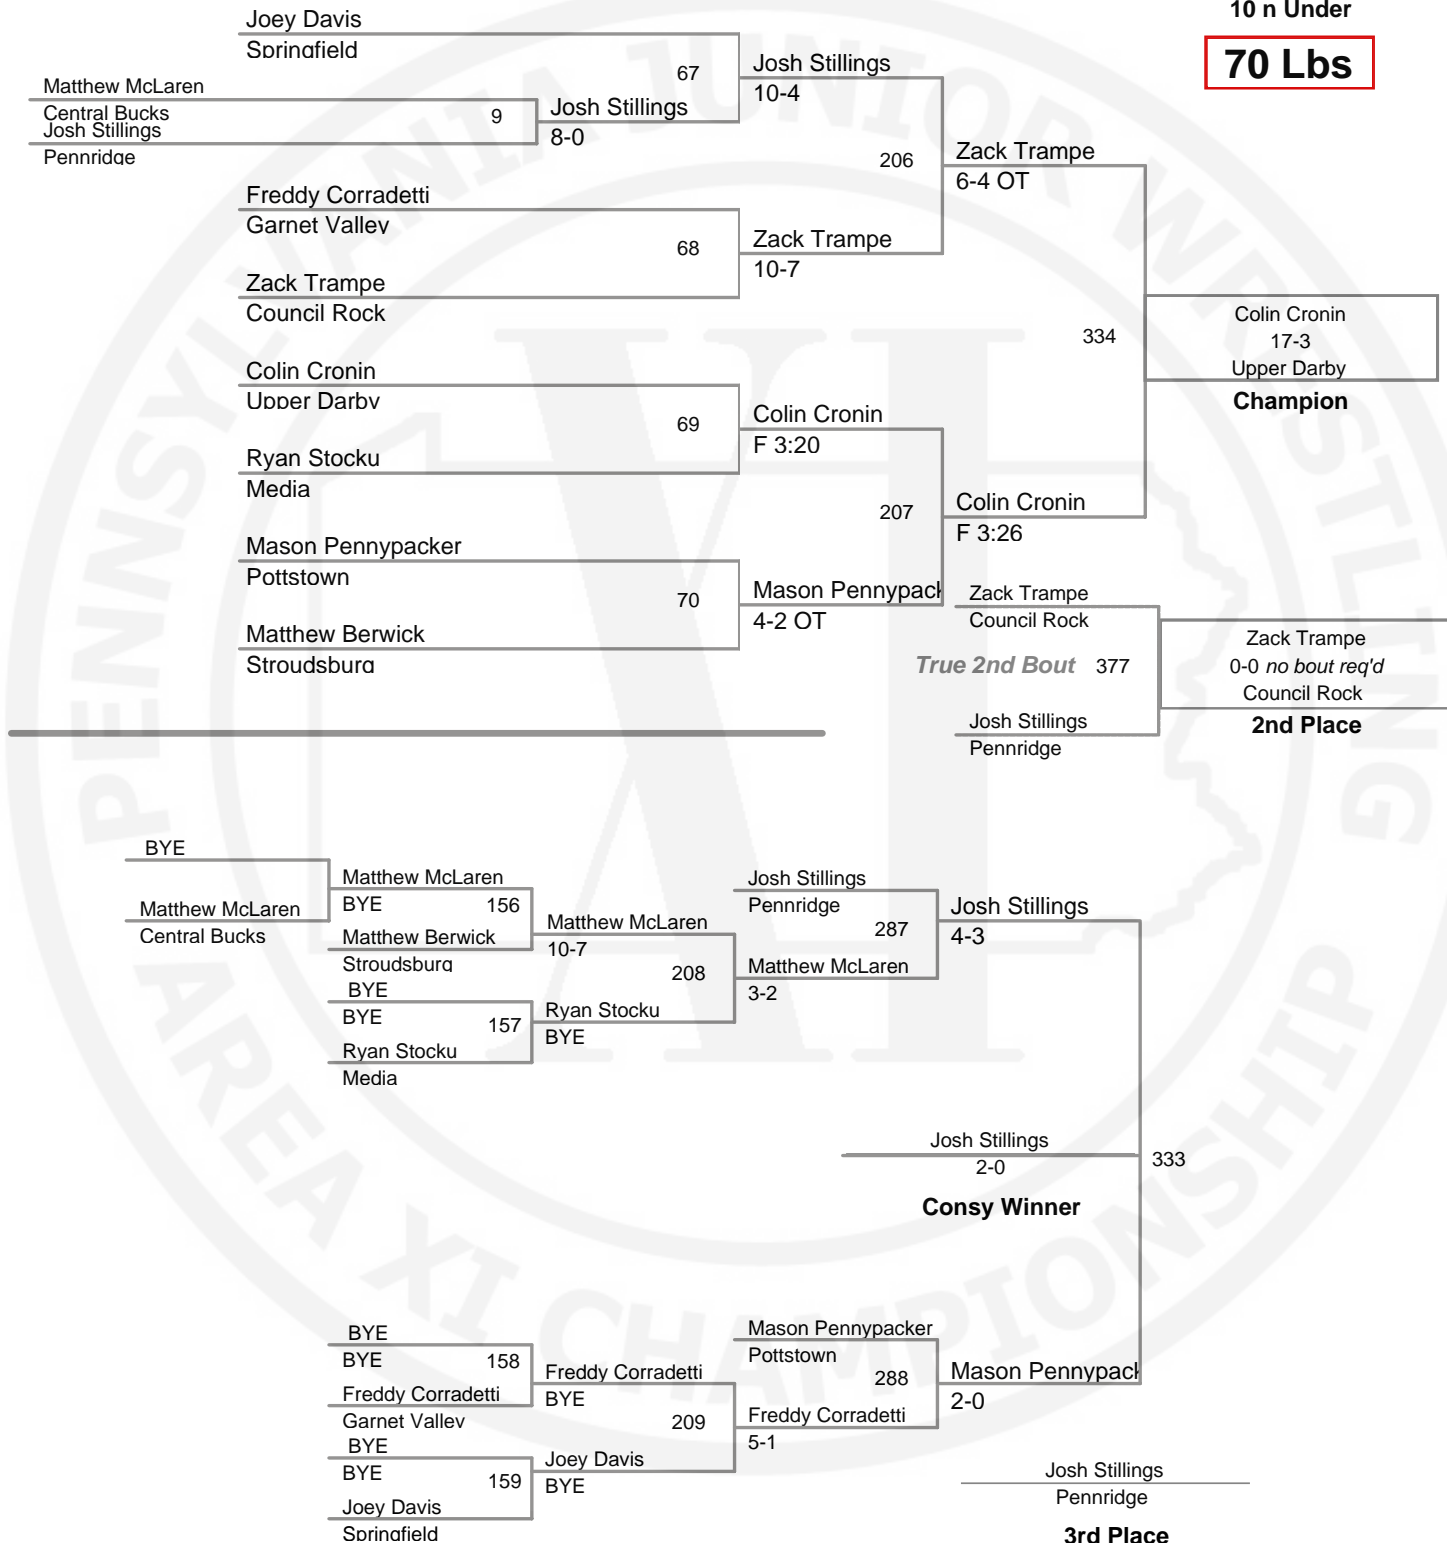 10 n Under
70 Lbs
Joey Davis
Springfield
67
Josh Stillings
10-4
Matthew McLaren
Central Bucks
9
Josh Stillings
8-0
Josh Stillings
Pennridge
206
Zack Trampe
6-4 OT
Freddy Corradetti
Garnet Valley
68
Zack Trampe
10-7
Zack Trampe
Council Rock
334
Colin Cronin
17-3
Upper Darby
Champion
Colin Cronin
Upper Darby
69
Colin Cronin
F 3:20
Ryan Stocku
Media
207
Colin Cronin
F 3:26
Mason Pennypacker
Pottstown
70
Mason Pennypack
4-2 OT
Matthew Berwick
Stroudsburg
Zack Trampe
Council Rock
True 2nd Bout 377
Josh Stillings
Pennridge
Zack Trampe
0-0 no bout req'd
Council Rock
2nd Place
BYE
Matthew McLaren
Central Bucks
Matthew McLaren
BYE
156
Matthew Berwick
Stroudsburg
Matthew McLaren
10-7
BYE
BYE
157
Ryan Stocku
Media
Ryan Stocku
BYE
208
Josh Stillings
Pennridge
287
Matthew McLaren
3-2
Josh Stillings
4-3
Josh Stillings
2-0
333
Consy Winner
BYE
BYE
158
Freddy Corradetti
Garnet Valley
Freddy Corradetti
BYE
BYE
BYE
159
Joey Davis
Springfield
Joey Davis
BYE
209
Mason Pennypacker
Pottstown
288
Freddy Corradetti
5-1
Mason Pennypack
2-0
Josh Stillings
Pennridge
3rd Place
PENNSYLVANIA JUNIOR WRESTLING
AREA XI CHAMPIONSHIP
XI